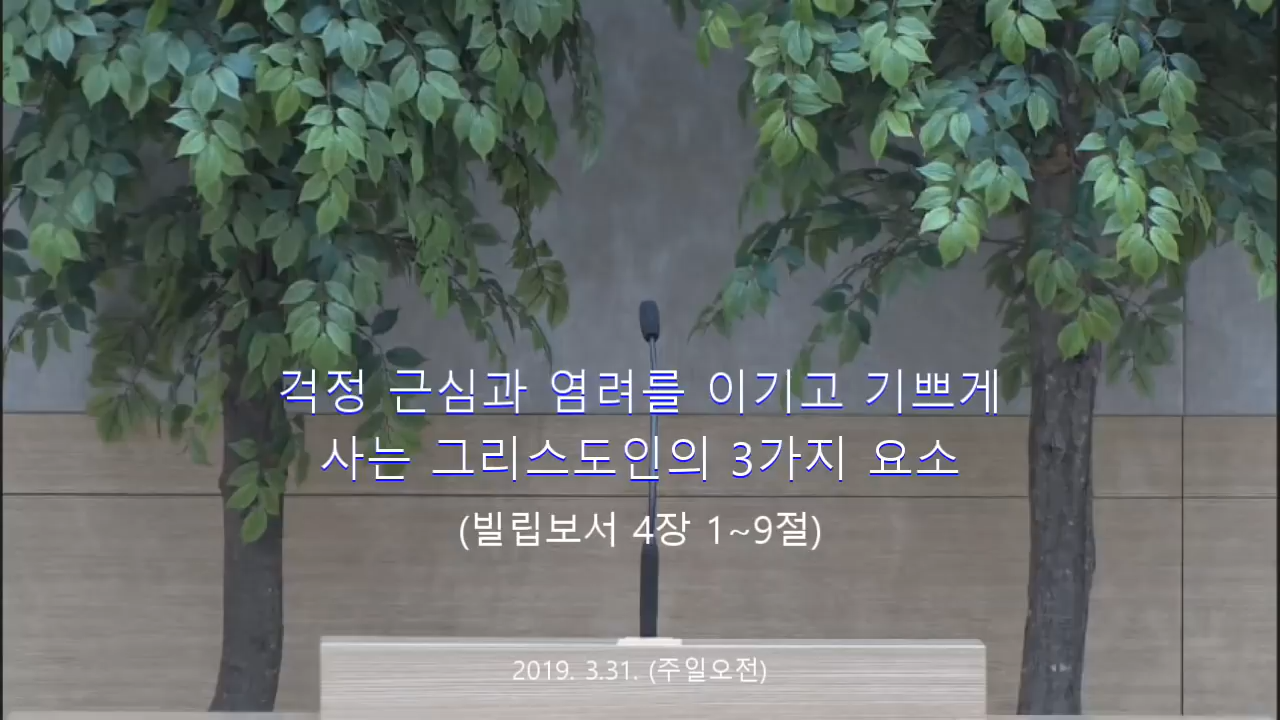 걱정 근심과 염려를 이기고 기쁘게
사는 그리스도인의 3가지 요소
(빌립보서 4장 1~9절)
2019. 3.31. (주일오전)